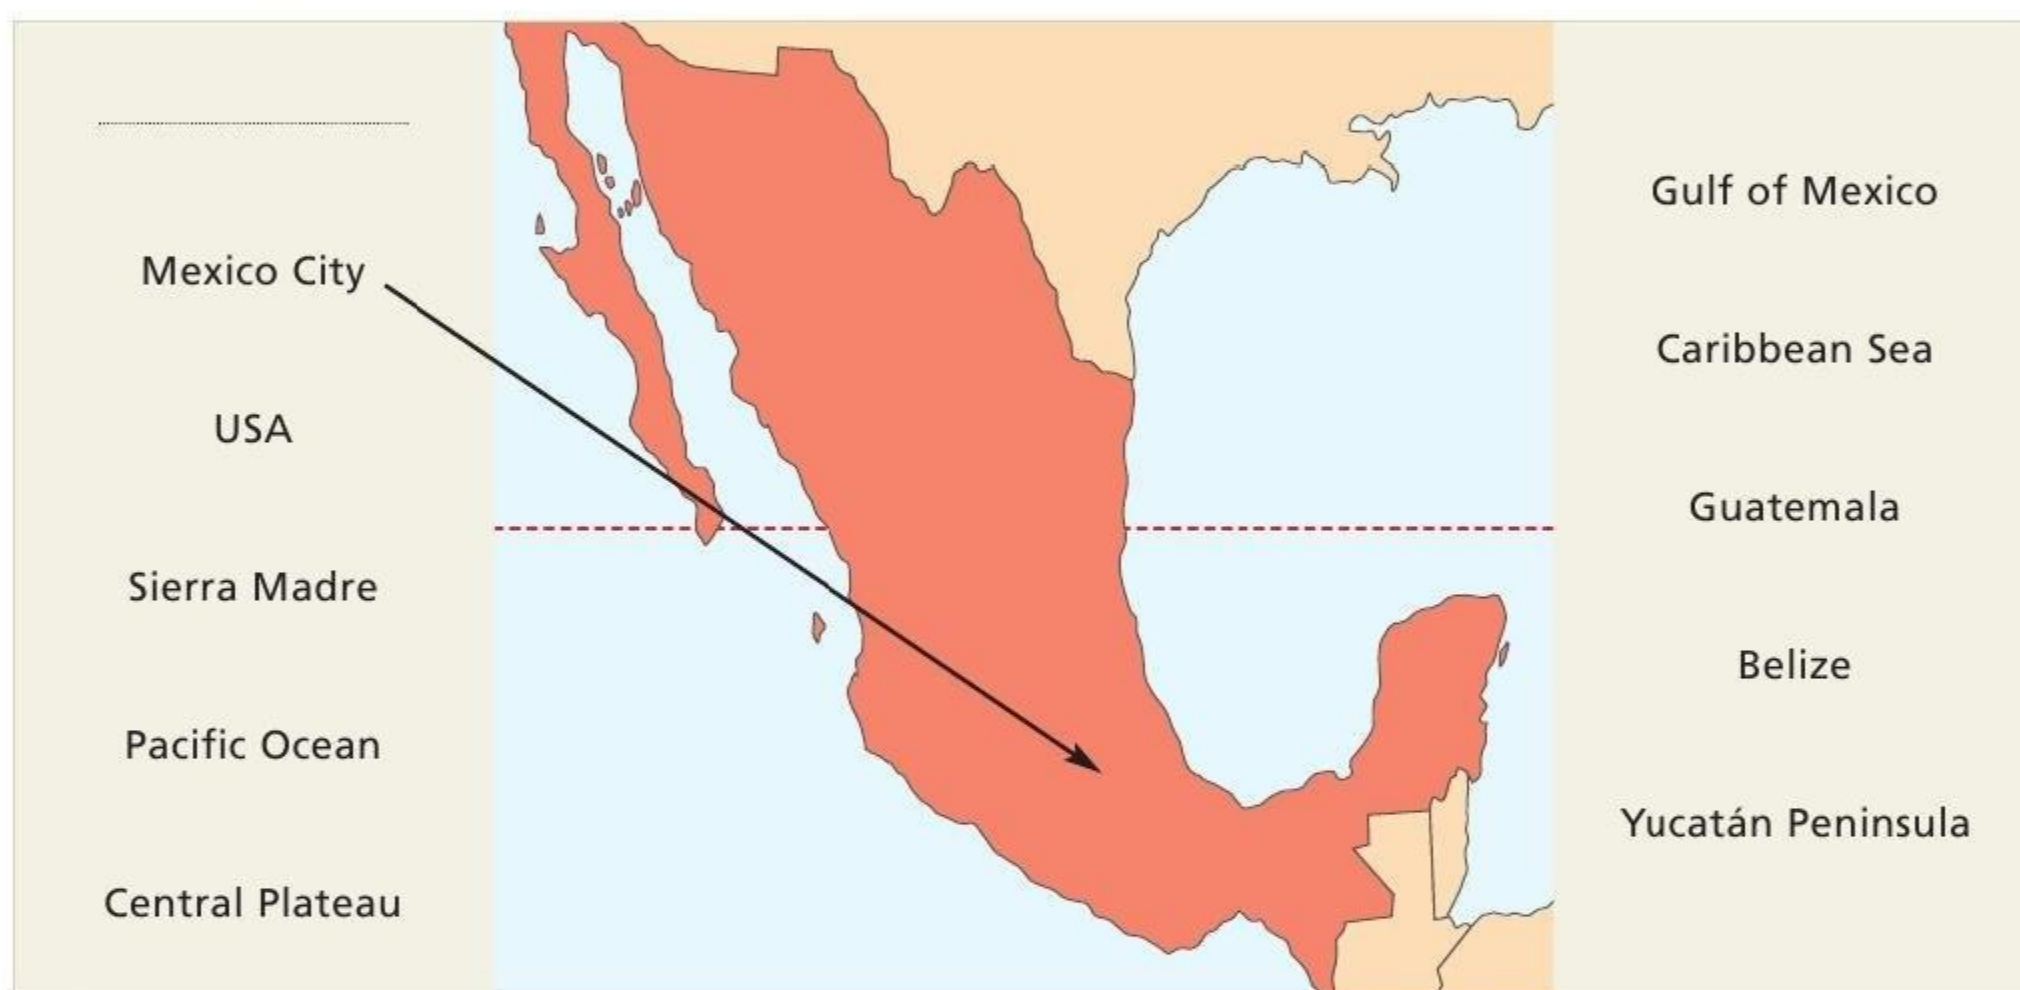 Mexico City
USA
Sierra Madre
Pacific Ocean
Central Plateau
Gulf of Mexico
Caribbean Sea
Guatemala
Belize
Yucatán Peninsula